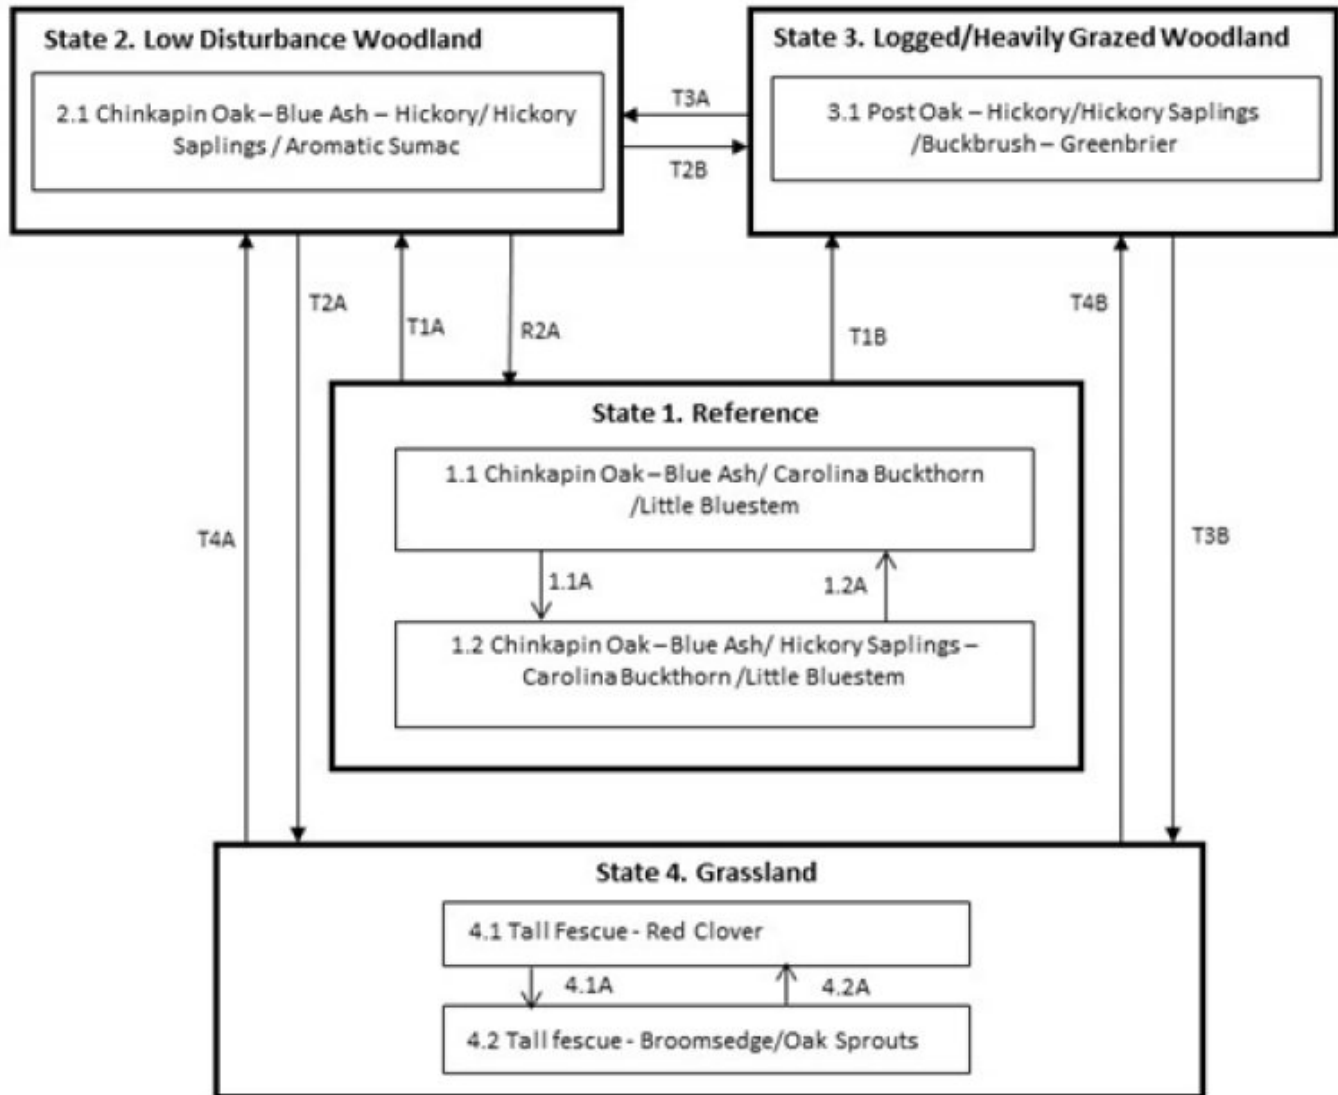 State 2. Low Disturbance Woodland
2.1 Chinkapin Oak – Blue Ash – Hickory/ Hickory
Saplings / Aromatic Sumac
State 3. Logged/Heavily Grazed Woodland
3.1 Post Oak – Hickory/Hickory Saplings
/Buckbrush – Greenbrier
T3A
T2B
T2A
T1A
R2A
T1B
T4B
State 1. Reference
1.1 Chinkapin Oak – Blue Ash/ Carolina Buckthorn
/Little Bluestem
1.1A
1.2A
1.2 Chinkapin Oak – Blue Ash/ Hickory Saplings –
Carolina Buckthorn /Little Bluestem
T4A
T3B
State 4. Grassland
4.1 Tall Fescue - Red Clover
4.1A
4.2A
4.2 Tall fescue - Broomsedge/Oak Sprouts